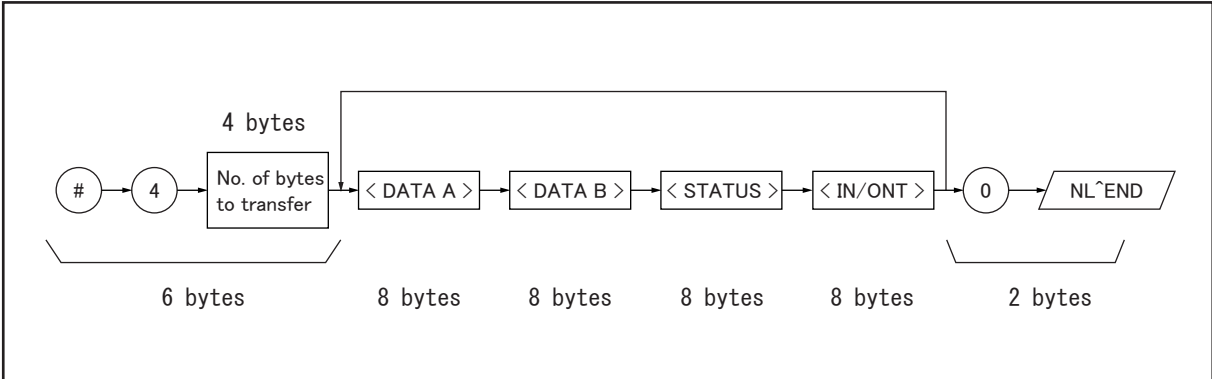 4 bytes
#
4
No. of bytes
to transfer
< DATA A >
< DATA B >
< STATUS >
< IN/ONT >
0
NL^END
6 bytes
8 bytes
8 bytes
8 bytes
8 bytes
2 bytes